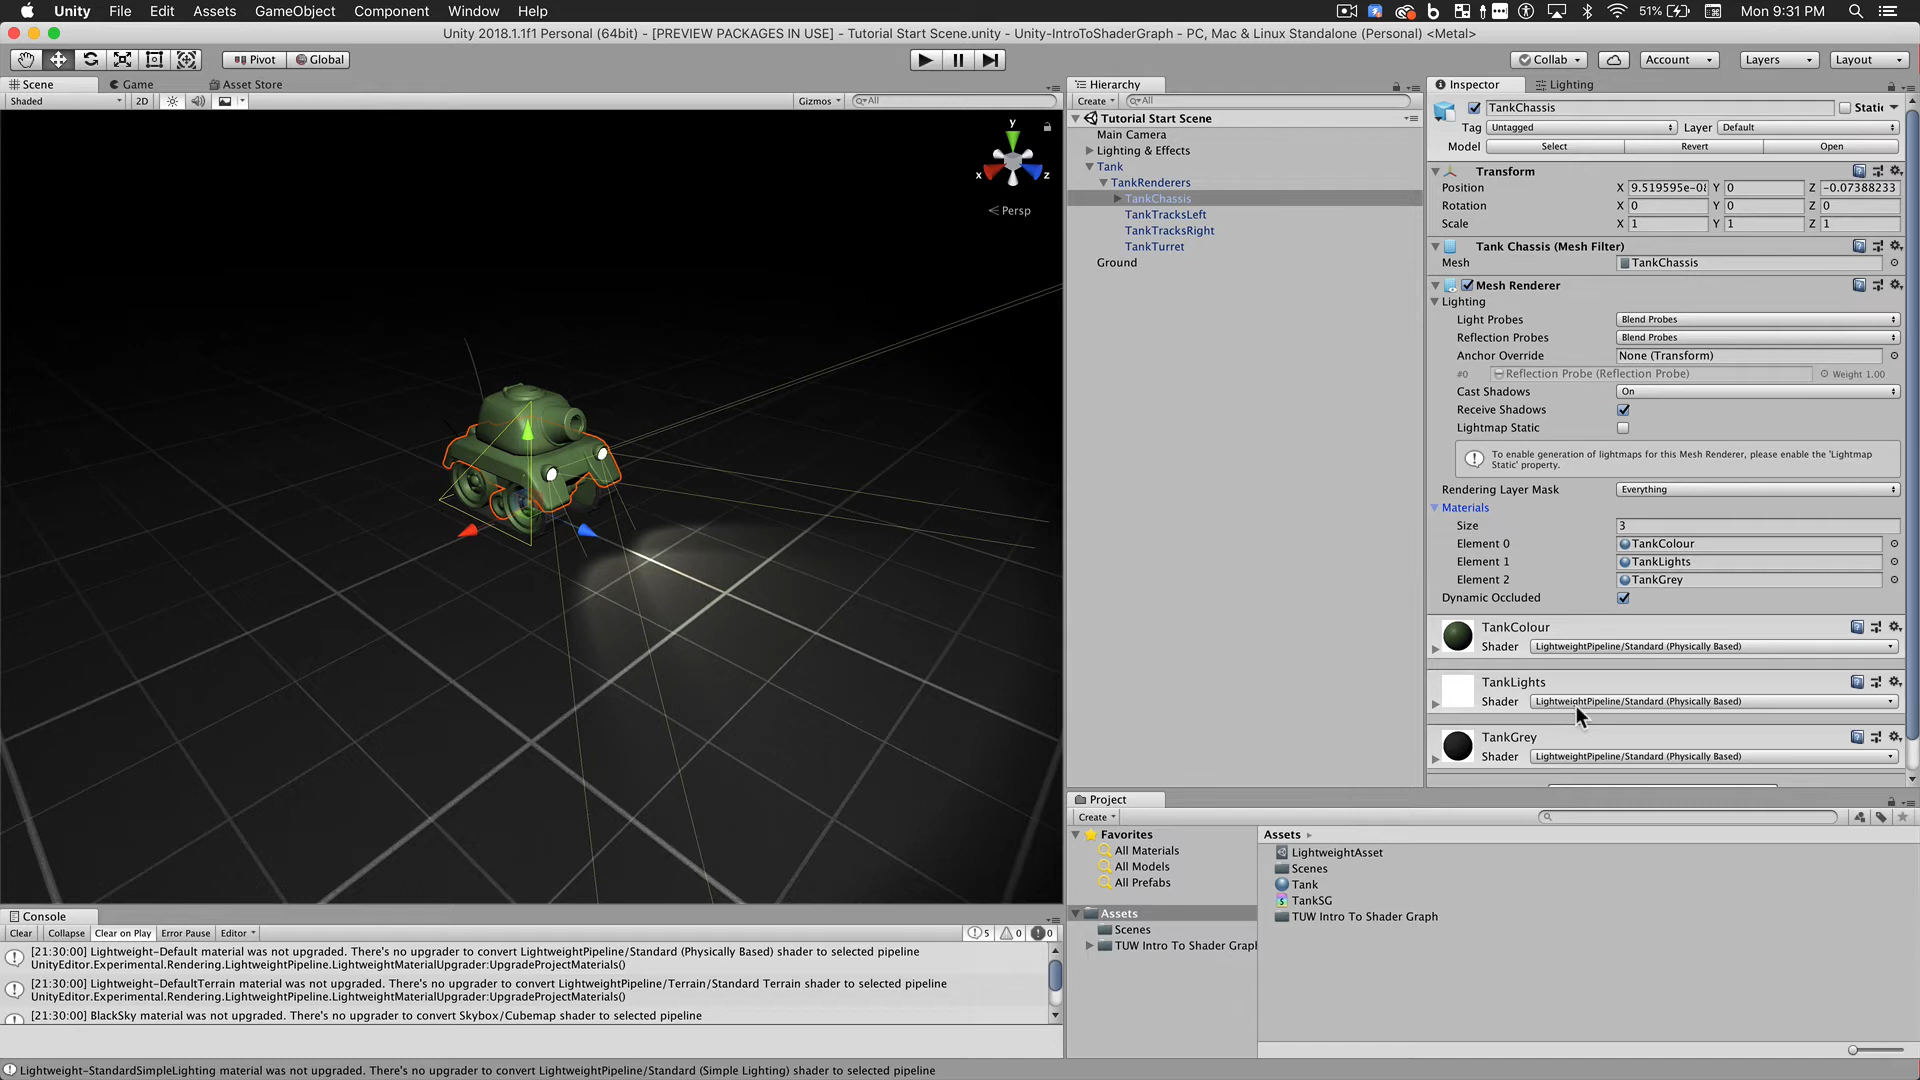 Unity File Edit Assets GameObject Component Window Help
51% Mon 9:31 PM
Unity 2018.1.1f1 Personal (64bit) - [PREVIEW PACKAGES IN USE] - Tutorial Start Scene.unity - Unity-IntroToShaderGraph - PC, Mac & Linux Standalone (Personal) <Metal>
Pivot Global
Collab Account Layers Layout
Scene Game Asset Store
Shaded 2D Gizmos All
y
x z
Persp
Hierarchy
Create All
Tutorial Start Scene
Main Camera
Lighting & Effects
Tank
TankRenderers
TankChassis
TankTracksLeft
TankTracksRight
TankTurret
Ground
Inspector Lighting
TankChassis Static
Tag Untagged Layer Default
Model Select Revert Open
Transform
Position X 9.519595e-08 Y 0 Z -0.07388233
Rotation X 0 Y 0 Z 0
Scale X 1 Y 1 Z 1
Tank Chassis (Mesh Filter)
Mesh TankChassis
Mesh Renderer
Lighting
Light Probes Blend Probes
Reflection Probes Blend Probes
Anchor Override None (Transform)
#0 Reflection Probe (Reflection Probe) Weight 1.00
Cast Shadows On
Receive Shadows
Lightmap Static
To enable generation of lightmaps for this Mesh Renderer, please enable the 'Lightmap
Static' property.
Rendering Layer Mask Everything
Materials
Size 3
Element 0 TankColour
Element 1 TankLights
Element 2 TankGrey
Dynamic Occluded
TankColour
Shader LightweightPipeline/Standard (Physically Based)
TankLights
Shader LightweightPipeline/Standard (Physically Based)
TankGrey
Shader LightweightPipeline/Standard (Physically Based)
Project
Create
Favorites
All Materials
All Models
All Prefabs
Assets
Scenes
TUW Intro To Shader Grapl
Assets
LightweightAsset
Scenes
Tank
TankSG
TUW Intro To Shader Graph
Console
Clear Collapse Clear on Play Error Pause Editor 5 0 0
[21:30:00] Lightweight-Default material was not upgraded. There's no upgrader to convert LightweightPipeline/Standard (Physically Based) shader to selected pipeline
UnityEditor.Experimental.Rendering.LightweightPipeline.LightweightMaterialUpgrader:UpgradeProjectMaterials()
[21:30:00] Lightweight-DefaultTerrain material was not upgraded. There's no upgrader to convert LightweightPipeline/Terrain/Standard Terrain shader to selected pipeline
UnityEditor.Experimental.Rendering.LightweightPipeline.LightweightMaterialUpgrader:UpgradeProjectMaterials()
[21:30:00] BlackSky material was not upgraded. There's no upgrader to convert Skybox/Cubemap shader to selected pipeline
Lightweight-StandardSimpleLighting material was not upgraded. There's no upgrader to convert LightweightPipeline/Standard (Simple Lighting) shader to selected pipeline